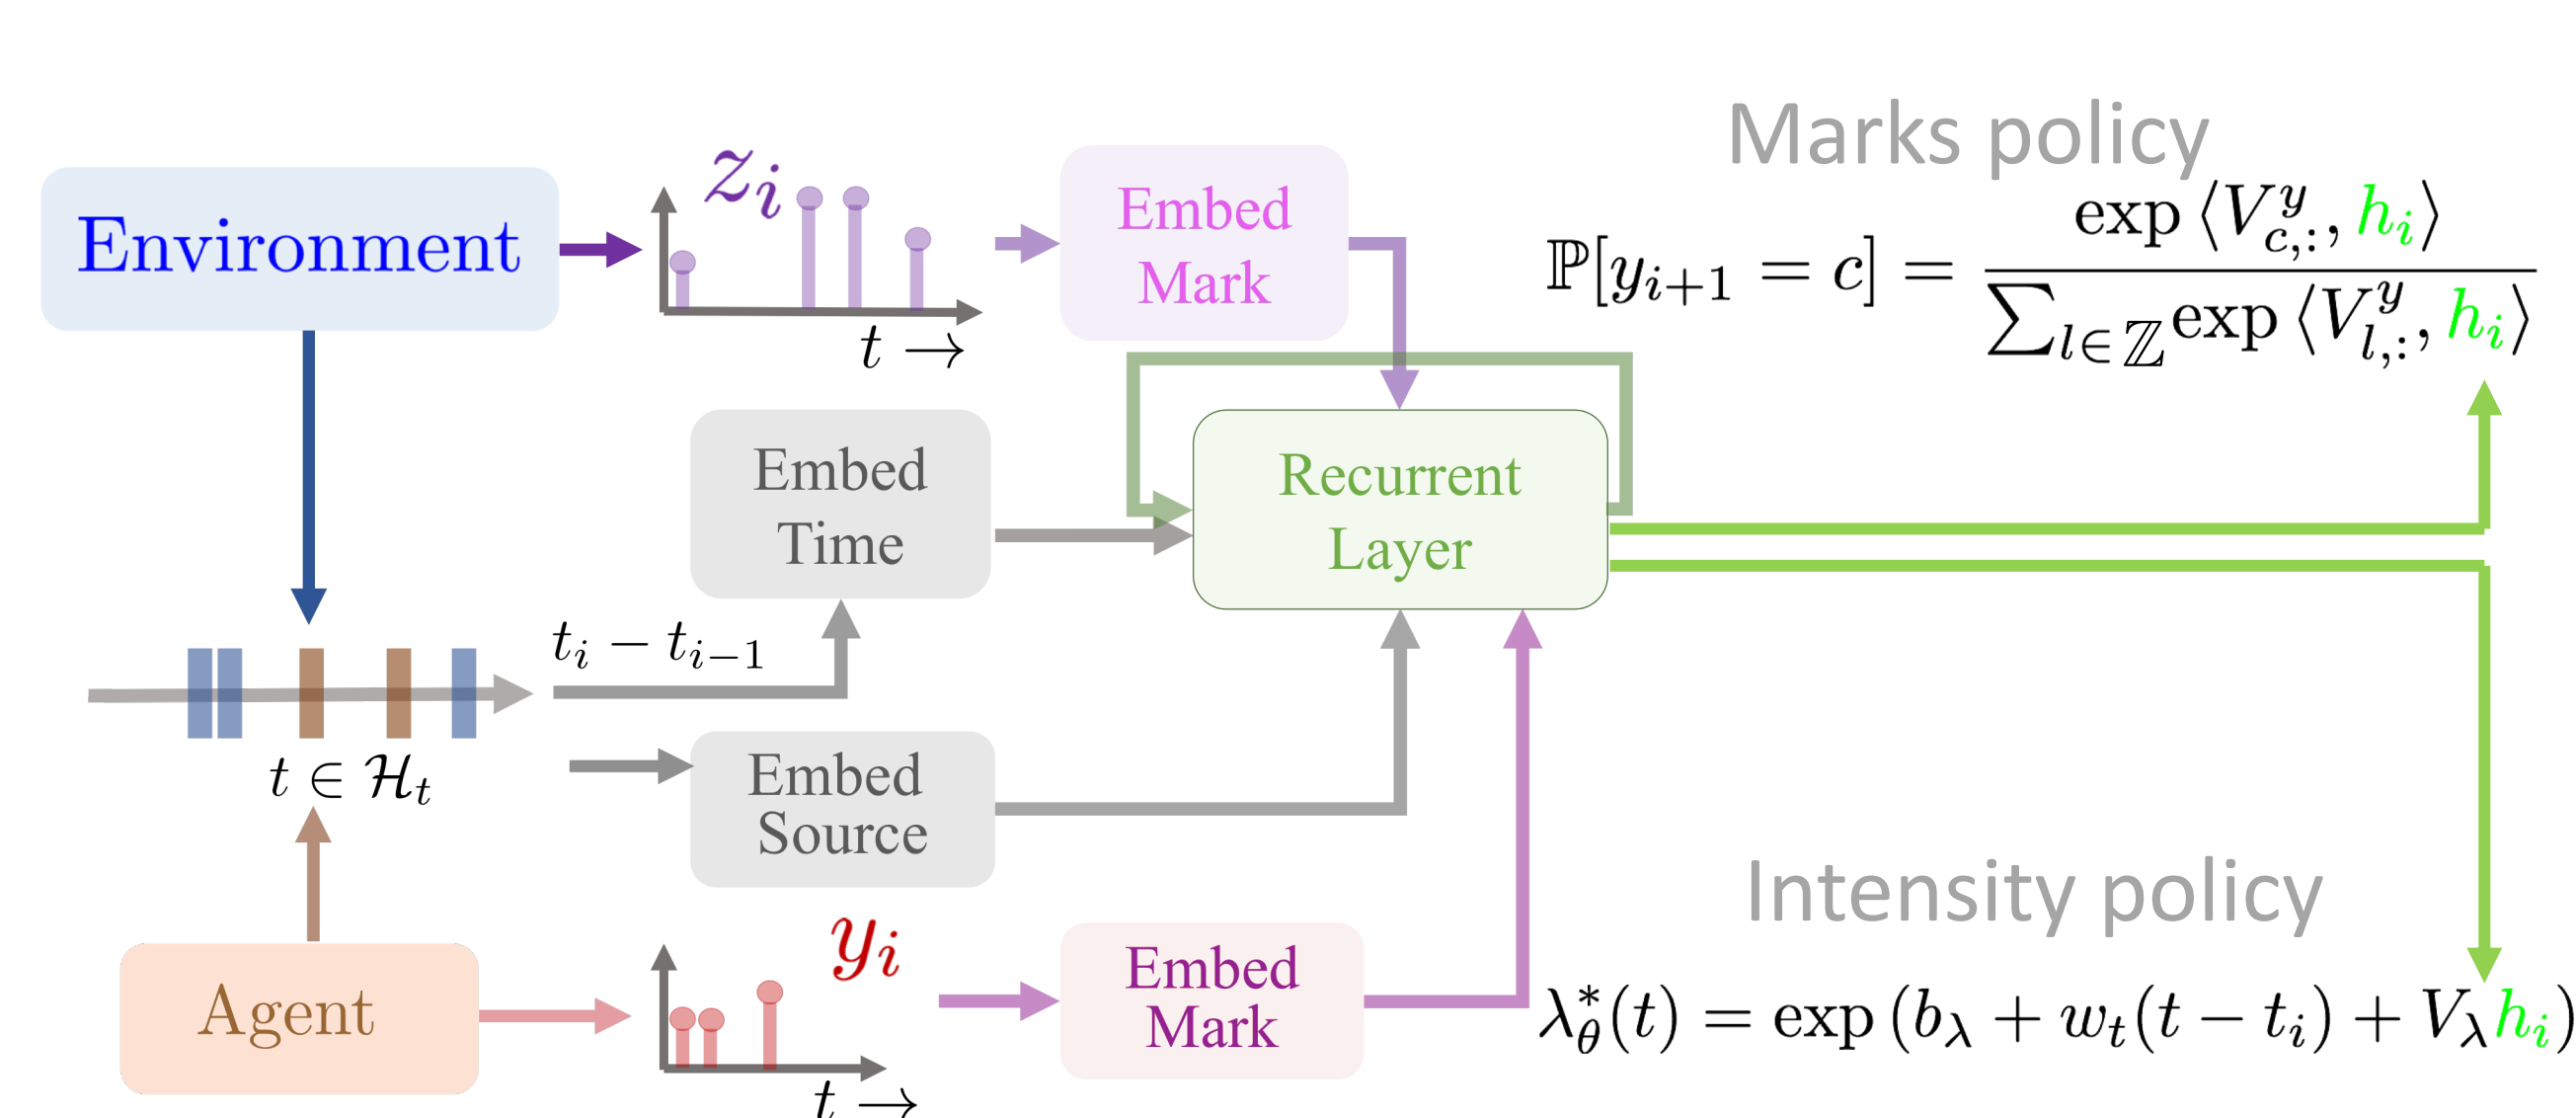 Marks policy
Environment
z_i
Embed
Mark
ℙ[y_{i+1} = c] = \frac{exp ⟨V^y_{c,:}, h_i⟩}{∑_{l∈ℤ} exp ⟨V^y_{l,:}, h_i⟩}
t →
Embed
Time
Recurrent
Layer
t_i − t_{i−1}
t ∈ ℋ_t
Embed
Source
Intensity policy
Agent
y_i
Embed
Mark
λ^*_θ(t) = exp (b_λ + w_t(t − t_i) + V_λ h_i)
t →